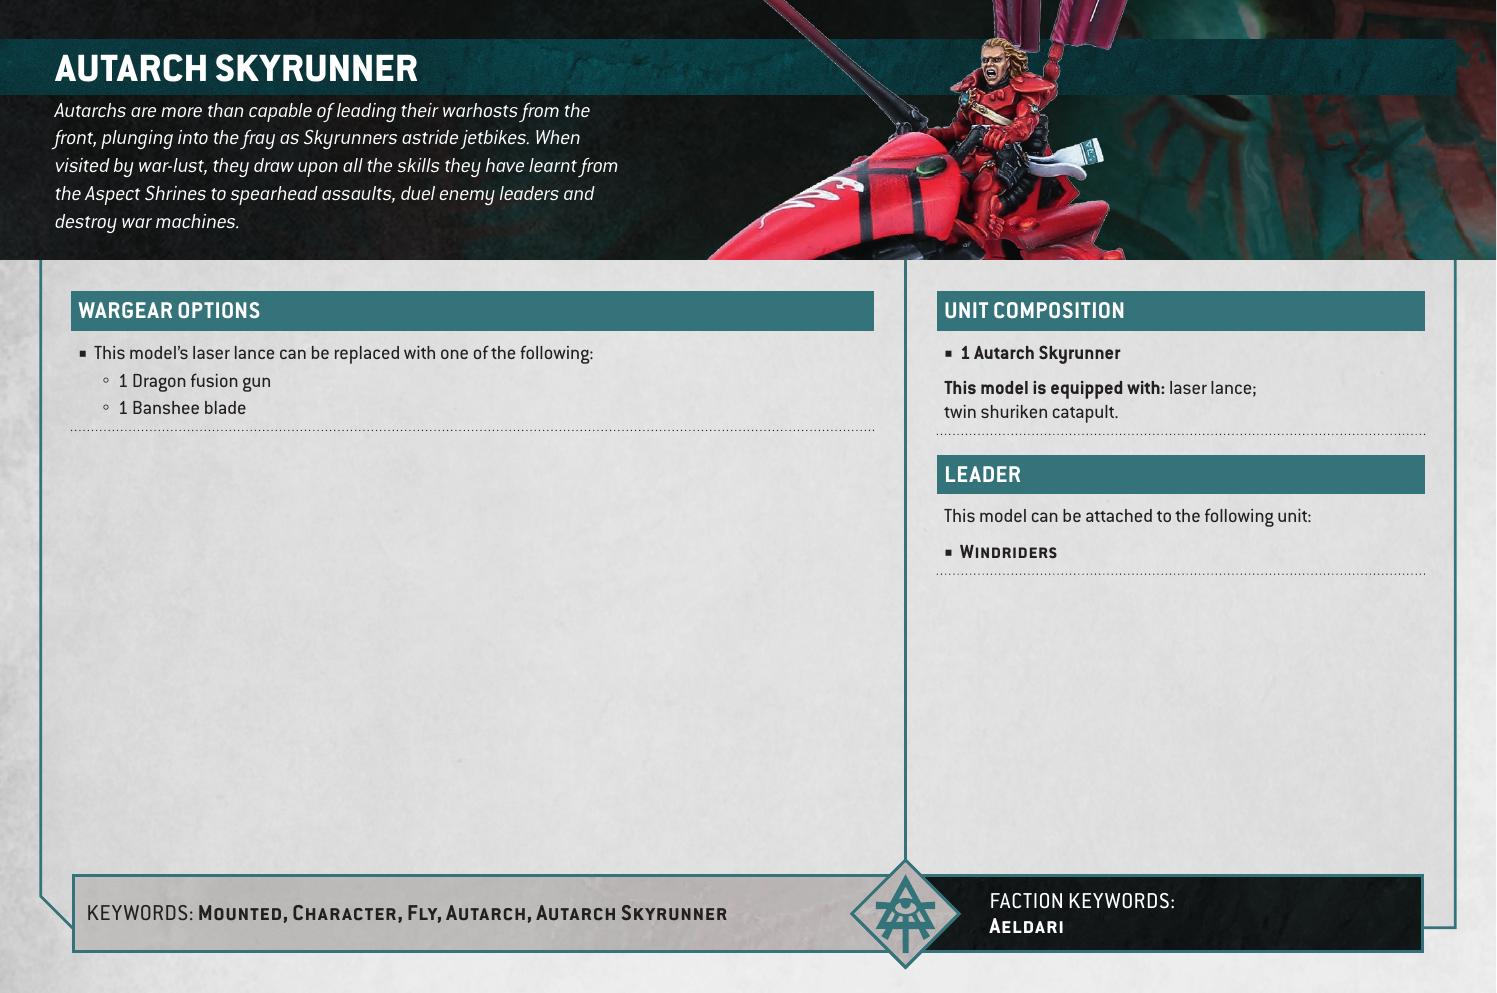 AUTARCH SKYRUNNER
Autarchs are more than capable of leading their warhosts from the
front, plunging into the fray as Skyrunners astride jetbikes. When
visited by war-lust, they draw upon all the skills they have learnt from
the Aspect Shrines to spearhead assaults, duel enemy leaders and
destroy war machines.
WARGEAR OPTIONS
■ This model’s laser lance can be replaced with one of the following:
◦ 1 Dragon fusion gun
◦ 1 Banshee blade
UNIT COMPOSITION
■ 1 Autarch Skyrunner
This model is equipped with: laser lance;
twin shuriken catapult.
LEADER
This model can be attached to the following unit:
■ Windriders
KEYWORDS: Mounted, Character, Fly, Autarch, Autarch Skyrunner
FACTION KEYWORDS:
Aeldari